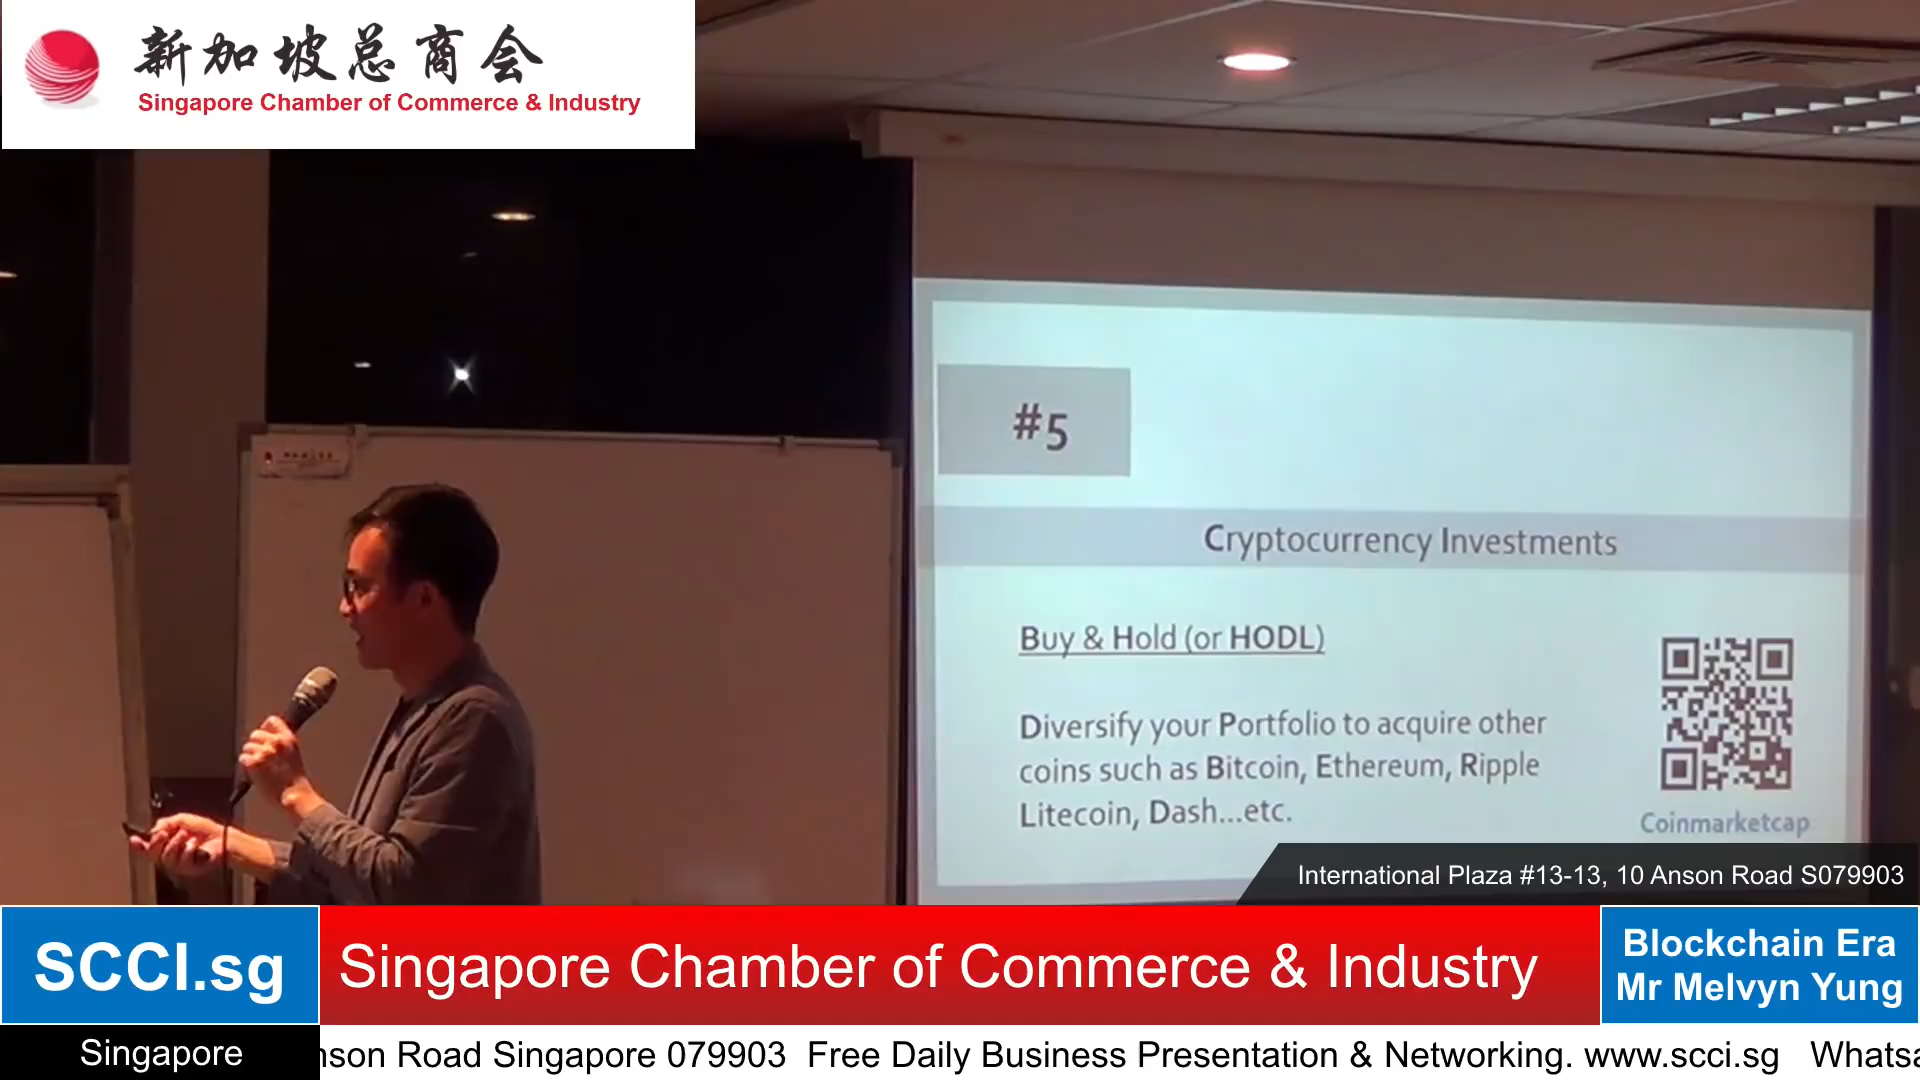 新加坡总商会
Singapore Chamber of Commerce & Industry
#5
Cryptocurrency Investments
Buy & Hold (or HODL)
Diversify your Portfolio to acquire other
coins such as Bitcoin, Ethereum, Ripple
Litecoin, Dash...etc.
Coinmarketcap
International Plaza #13-13, 10 Anson Road S079903
SCCI.sg
Singapore Chamber of Commerce & Industry
Blockchain Era
Mr Melvyn Yung
Singapore
nson Road Singapore 079903 Free Daily Business Presentation & Networking. www.scci.sg Whatsa